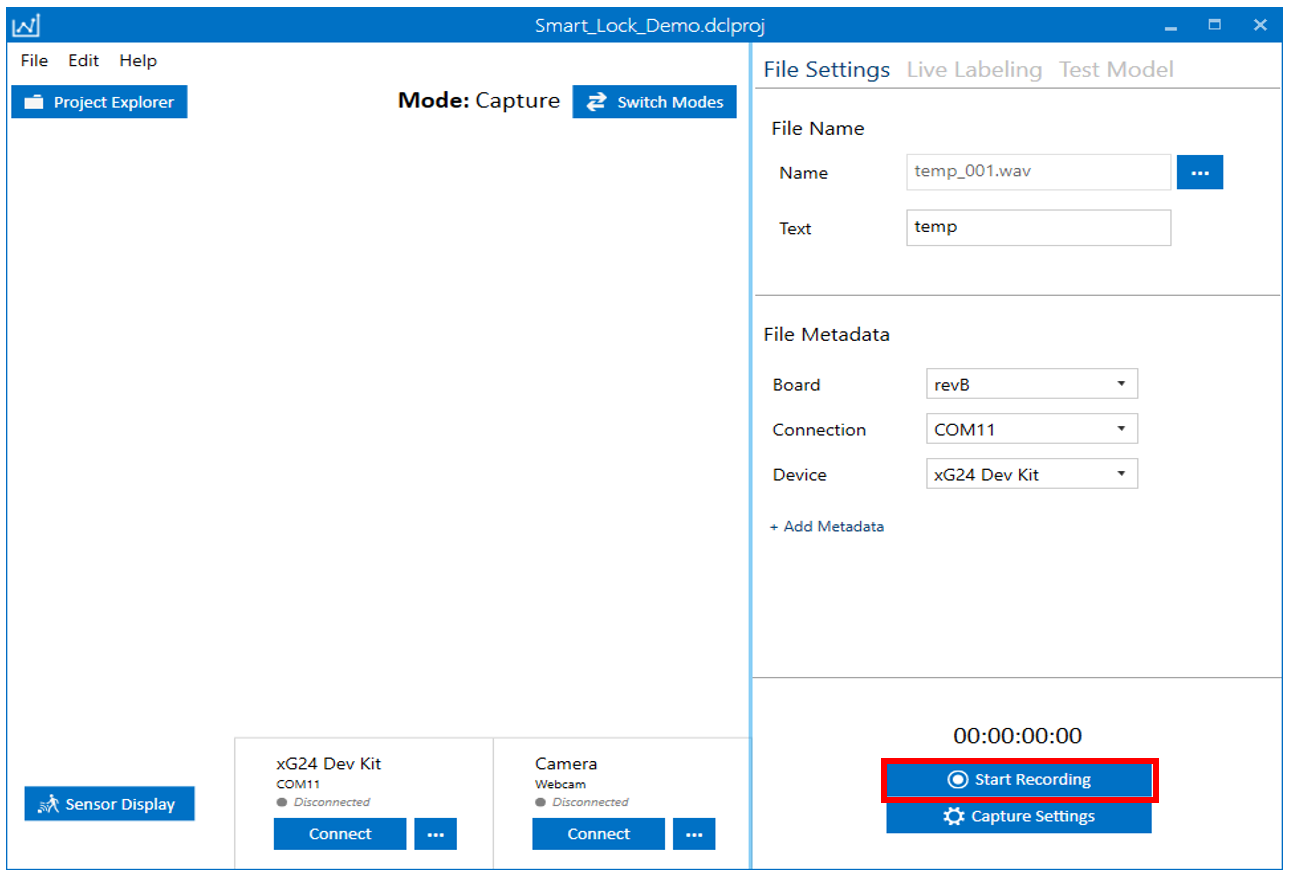 Smart_Lock_Demo.dclproj
File Edit Help
Project Explorer
Mode: Capture
Switch Modes
File Settings Live Labeling Test Model
File Name
Name temp_001.wav ...
Text temp
File Metadata
Board revB
Connection COM11
Device xG24 Dev Kit
+ Add Metadata
Sensor Display
xG24 Dev Kit
COM11
Disconnected
Connect ...
Camera
Webcam
Disconnected
Connect ...
00:00:00:00
Start Recording
Capture Settings